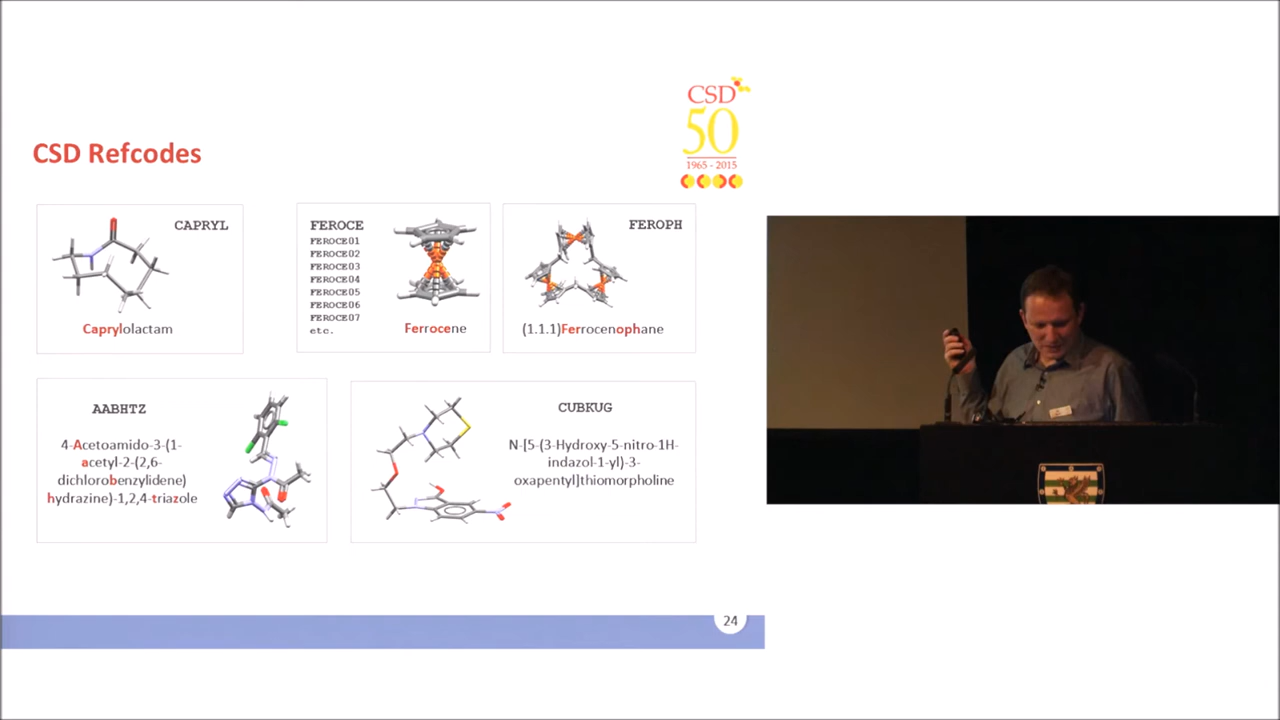 CSD
50
1965 - 2015
CSD Refcodes
CAPRYL
Caprylolactam
FEROCE
FEROCE01
FEROCE02
FEROCE03
FEROCE04
FEROCE05
FEROCE06
FEROCE07
etc.
Ferrocene
FEROPH
(1.1.1)Ferrocenophane
AABHTZ
4-Acetoamido-3-(1-
acetyl-2-(2,6-
dichlorobenzylidene)
hydrazine)-1,2,4-triazole
CUBKUG
N-[5-(3-Hydroxy-5-nitro-1H-
indazol-1-yl)-3-
oxapentyl]thiomorpholine
24